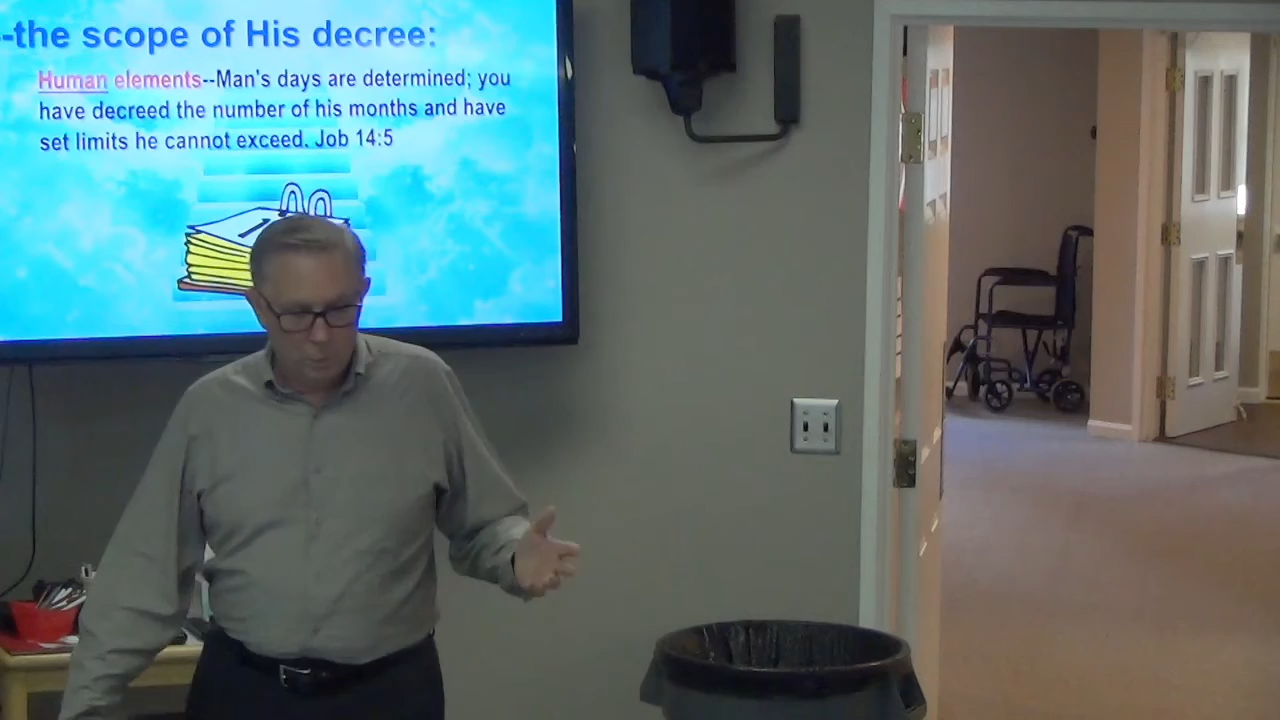 --the scope of His decree:
Human elements--Man's days are determined; you
have decreed the number of his months and have
set limits he cannot exceed. Job 14:5